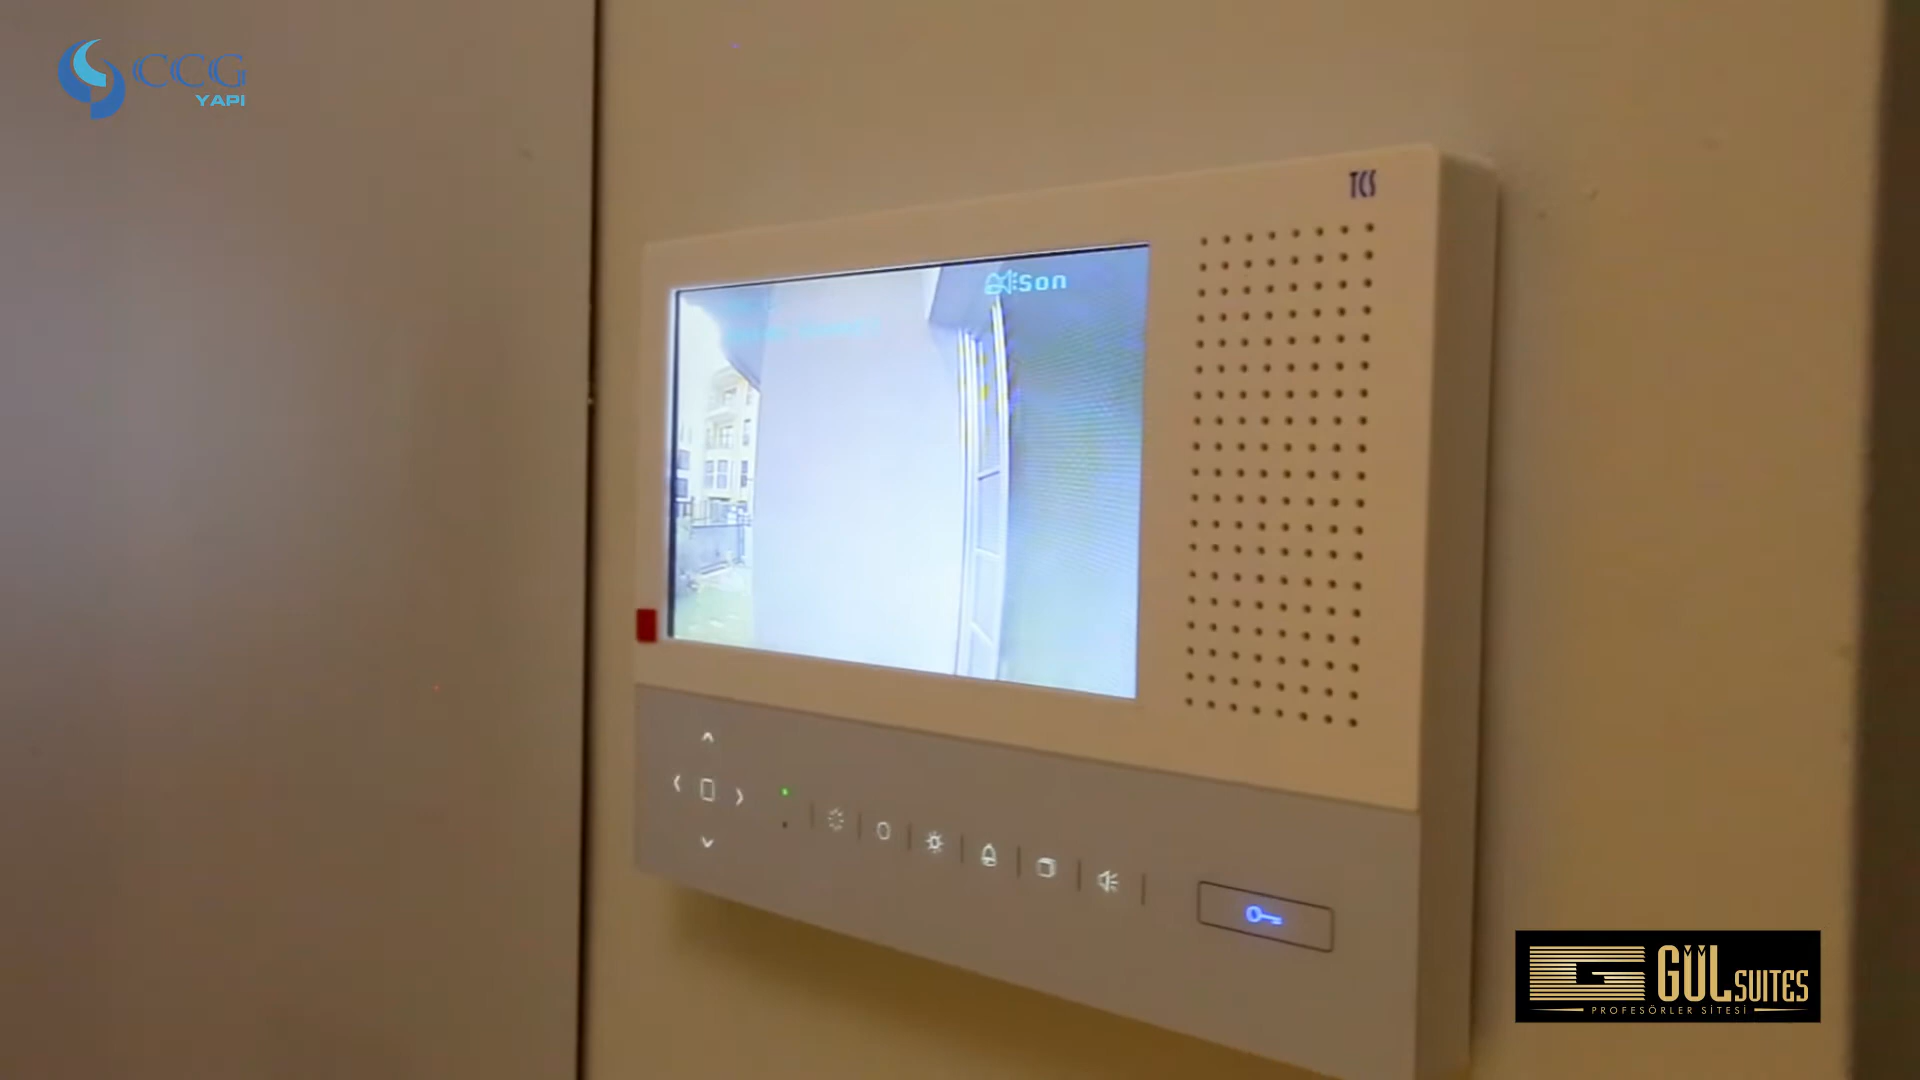 CCG
YAPI
TCS
Son
GÜL SUITES
PROFESÖRLER SİTESİ